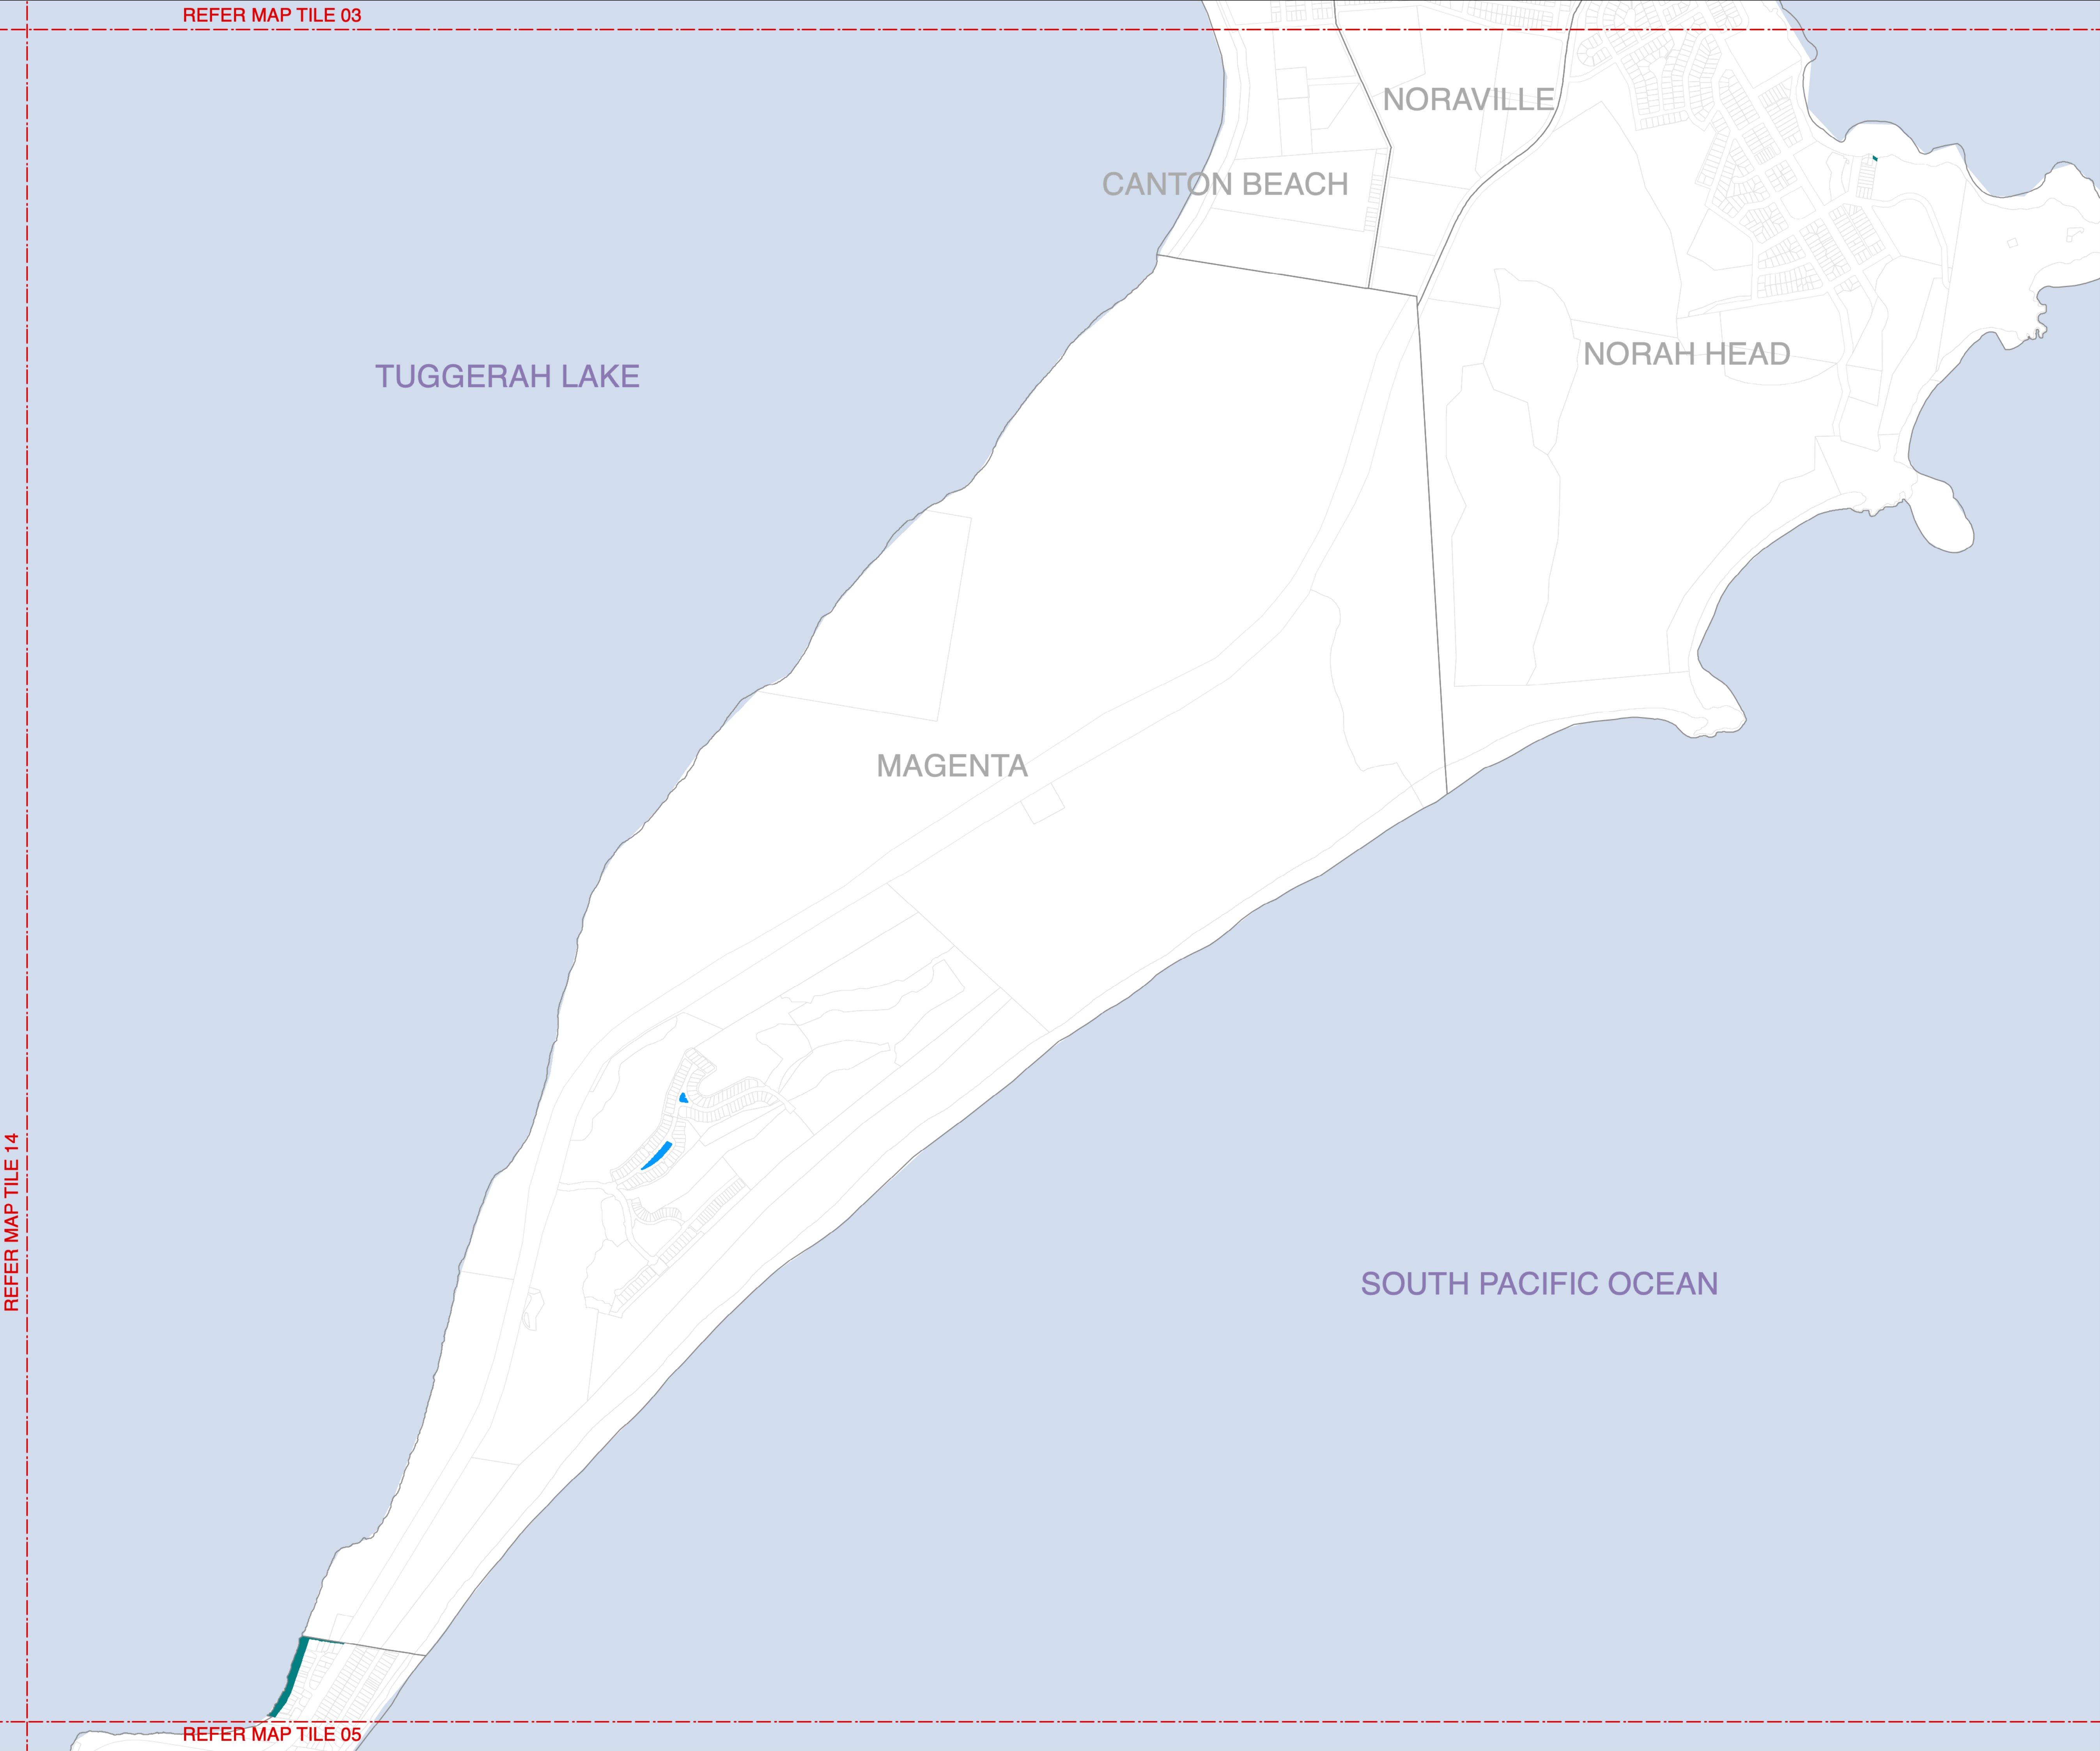 REFER MAP TILE 03
NORAVILLE
CANTON BEACH
NORAH HEAD
TUGGERAH LAKE
MAGENTA
REFER MAP TILE 14
SOUTH PACIFIC OCEAN
REFER MAP TILE 05